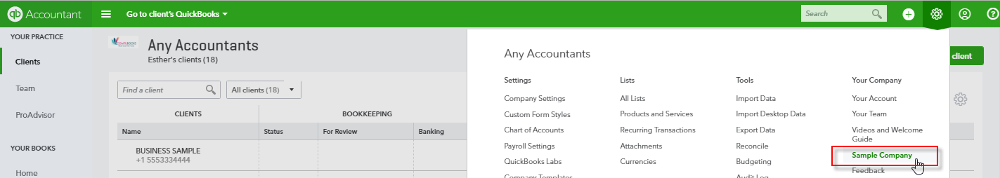 qb Accountant Go to client's QuickBooks Search
YOUR PRACTICE
Clients
Team
ProAdvisor
YOUR BOOKS
Home
Any Accountants
Esther's clients (18)
Find a client All clients (18)
CLIENTS BOOKKEEPING
Name Status For Review Banking
BUSINESS SAMPLE
+1 5553334444
Any Accountants
Settings
Company Settings
Custom Form Styles
Chart of Accounts
Payroll Settings
QuickBooks Labs
Company Templates
Lists
All Lists
Products and Services
Recurring Transactions
Attachments
Currencies
Tools
Import Data
Import Desktop Data
Export Data
Reconcile
Budgeting
Audit Log
Your Company
Your Account
Your Team
Videos and Welcome
Guide
Sample Company
Feedback
client